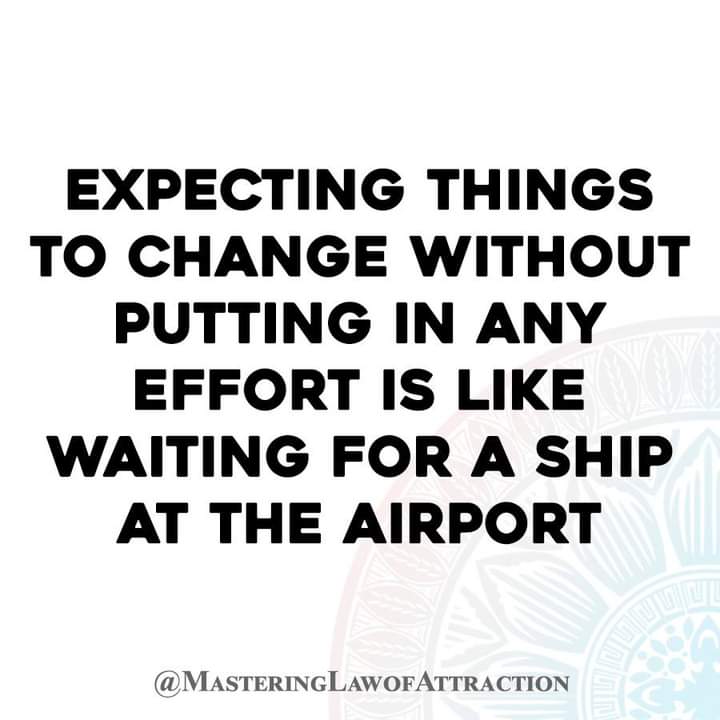 EXPECTING THINGS
TO CHANGE WITHOUT
PUTTING IN ANY
EFFORT IS LIKE
WAITING FOR A SHIP
AT THE AIRPORT
@MasteringLawofAttraction